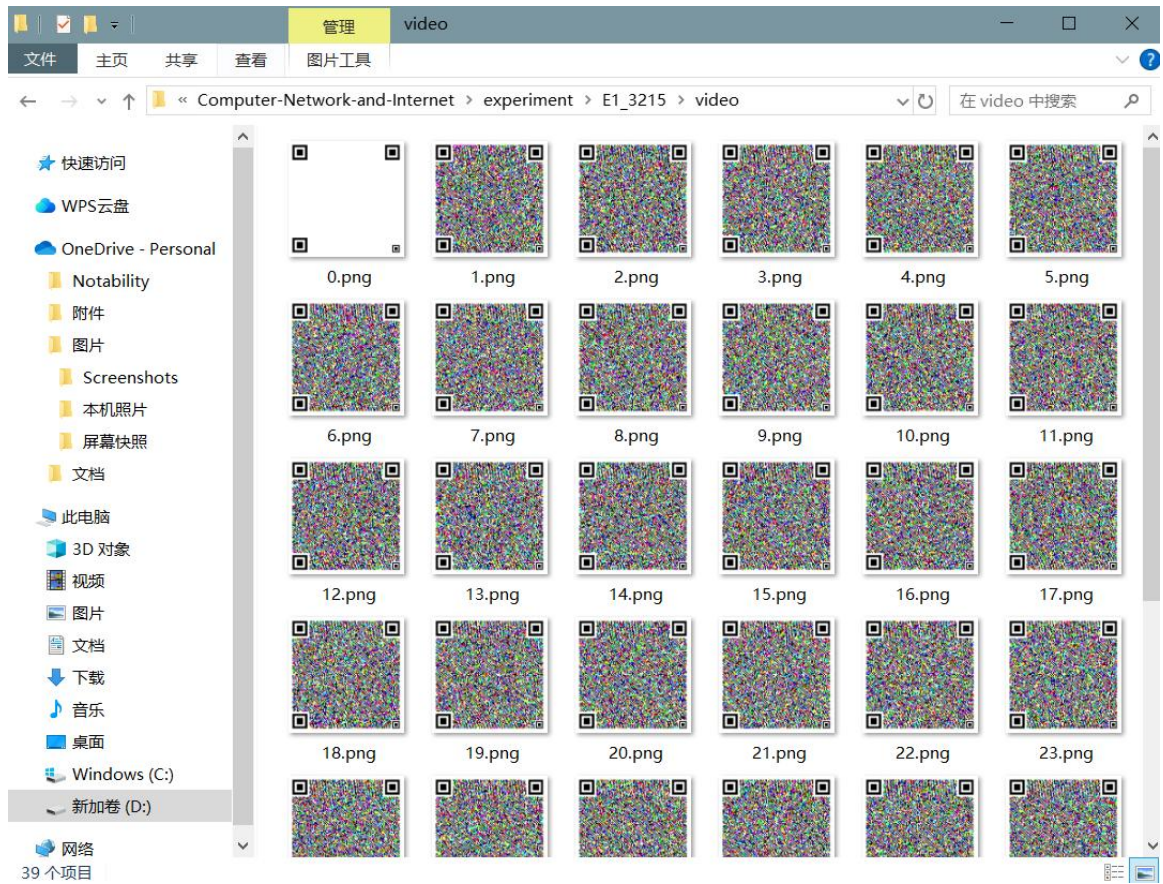 管理 video
文件 主页 共享 查看 图片工具
« Computer-Network-and-Internet > experiment > E1_3215 > video
在 video 中搜索
快速访问
WPS云盘
OneDrive - Personal
Notability
附件
图片
Screenshots
本机照片
屏幕快照
文档
此电脑
3D 对象
视频
图片
文档
下载
音乐
桌面
Windows (C:)
新加卷 (D:)
网络
0.png 1.png 2.png 3.png 4.png 5.png
6.png 7.png 8.png 9.png 10.png 11.png
12.png 13.png 14.png 15.png 16.png 17.png
18.png 19.png 20.png 21.png 22.png 23.png
39 个项目